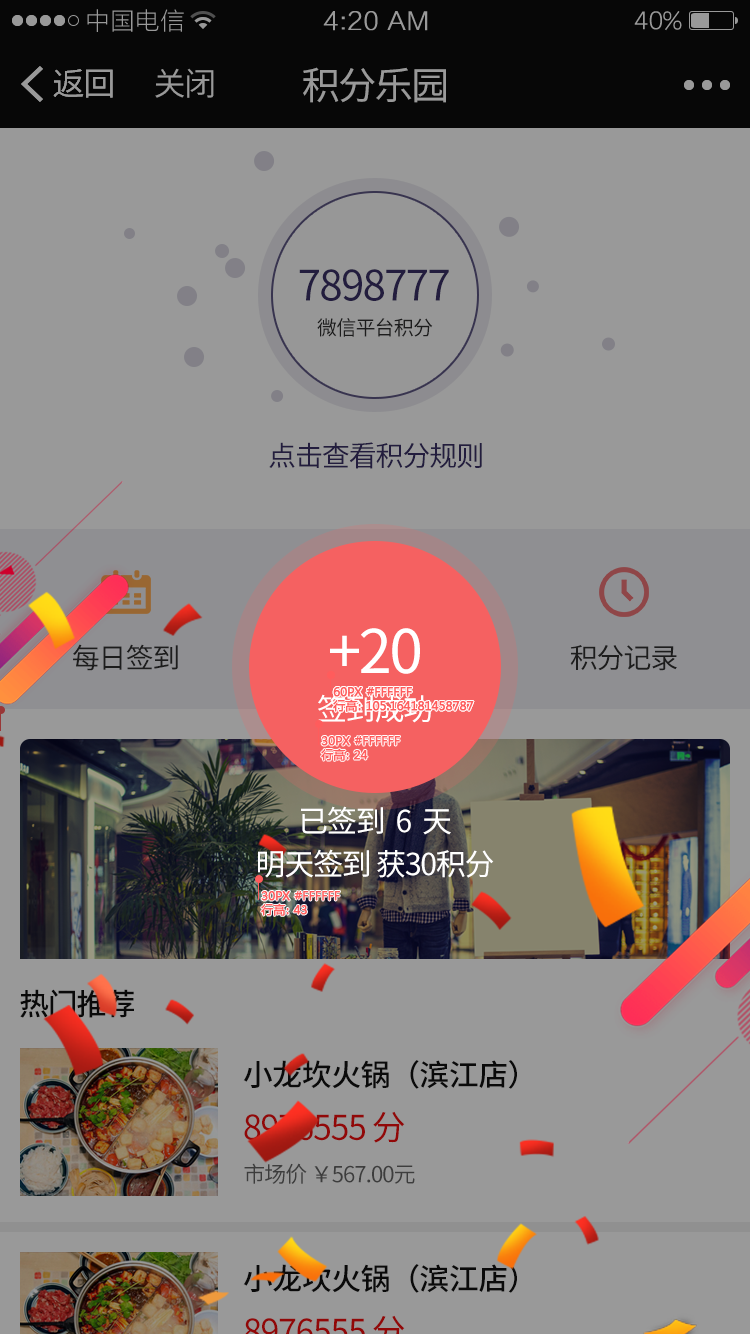 中国电信 4:20 AM 40%
返回 关闭 积分乐园
7898777
微信平台积分
点击查看积分规则
每日签到
积分记录
+20
签到成功
60PX #FFFFFF
行高: 105.164181458787
30PX #FFFFFF
行高: 24
已签到 6 天
明天签到 获30积分
30PX #FFFFFF
行高: 43
热门推荐
小龙坎火锅（滨江店）
8976555 分
市场价 ￥567.00元
小龙坎火锅（滨江店）
8976555 分